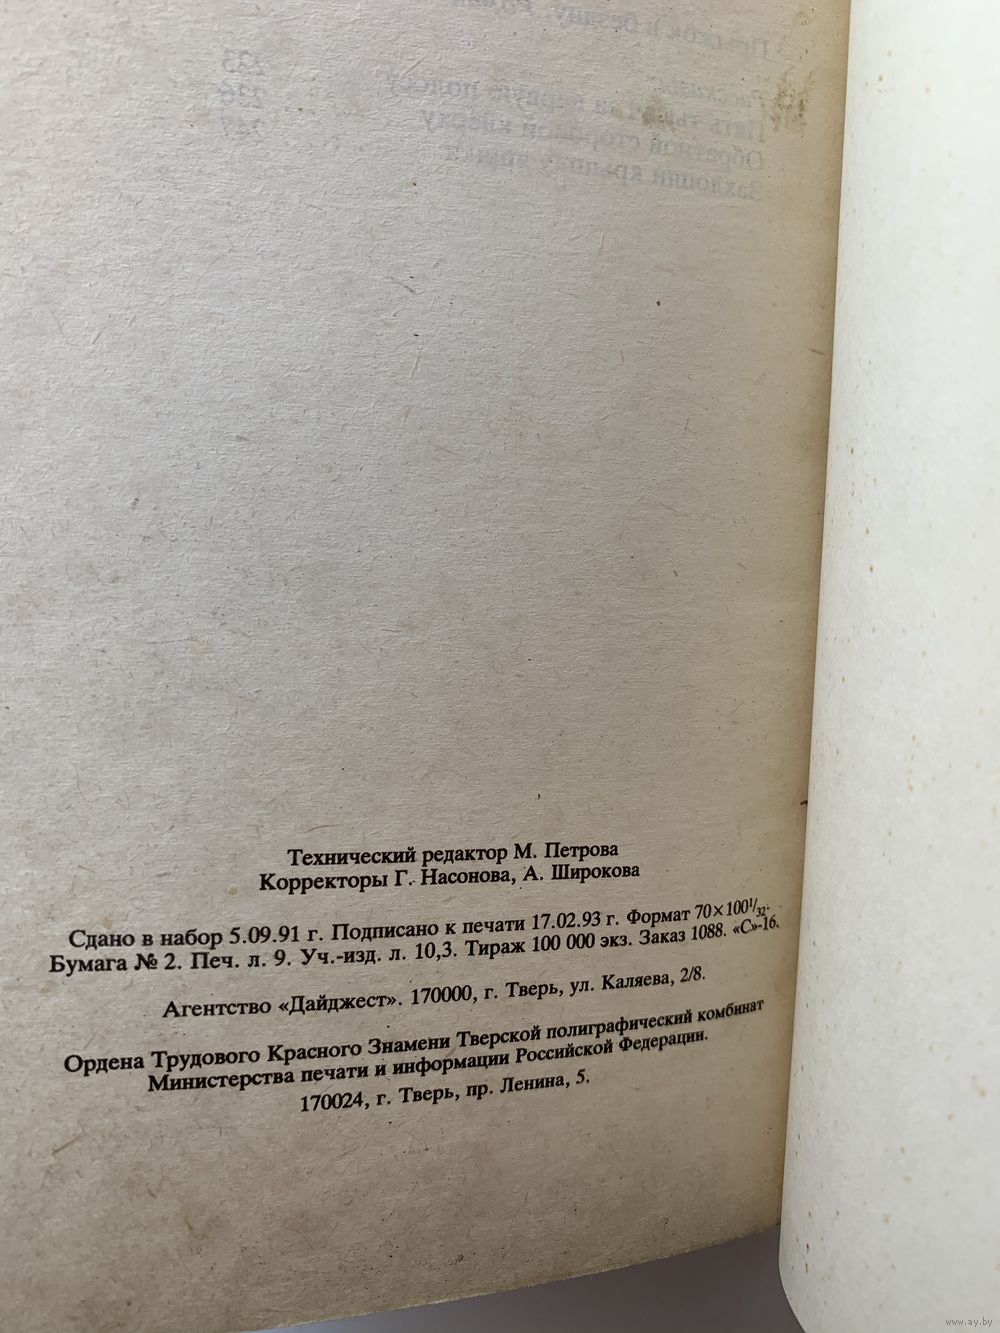 Технический редактор М. Петрова
Корректоры Г. Насонова, А. Широкова
Сдано в набор 5.09.91 г. Подписано к печати 17.02.93 г. Формат 70×100¹/₃₂.
Бумага № 2. Печ. л. 9. Уч.-изд. л. 10,3. Тираж 100 000 экз. Заказ 1088. «С»-16.
Агентство «Дайджест». 170000, г. Тверь, ул. Каляева, 2/8.
Ордена Трудового Красного Знамени Тверской полиграфический комбинат
Министерства печати и информации Российской Федерации.
170024, г. Тверь, пр. Ленина, 5.
www.ay.by